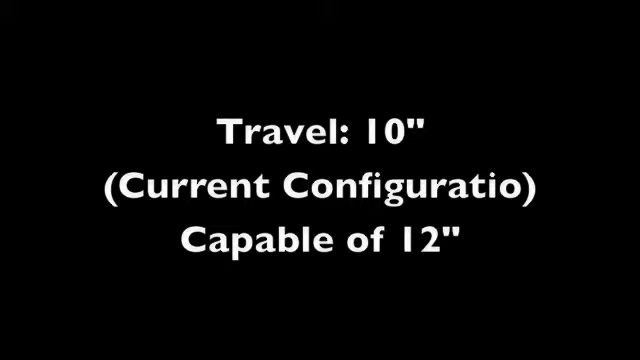 Travel: 10"
(Current Configuratio)
Capable of 12"